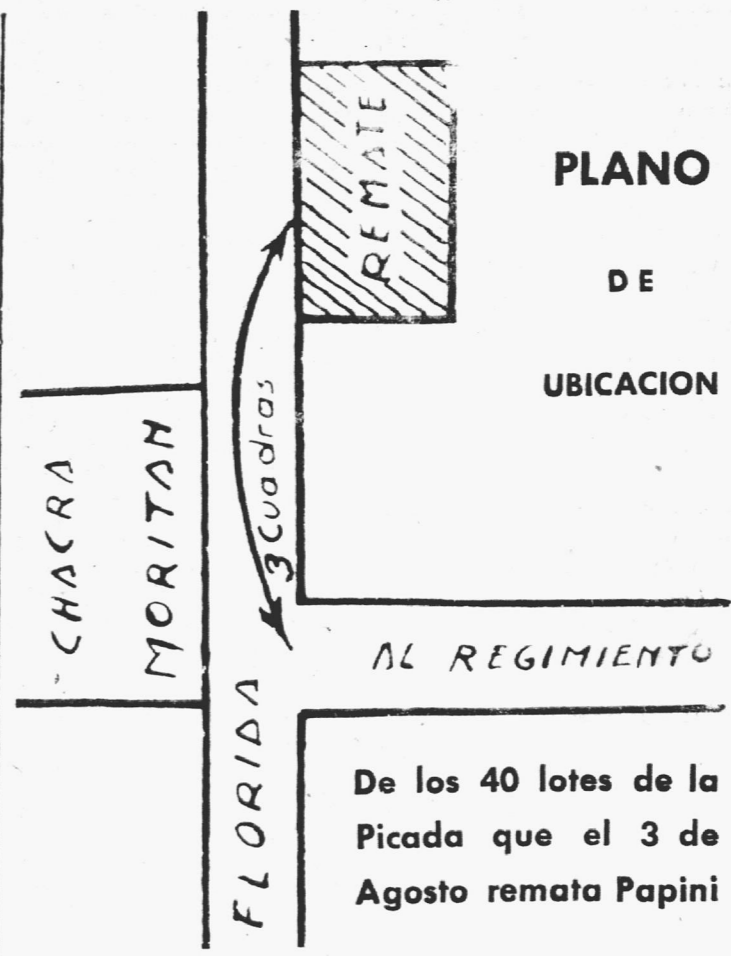 PLANO
DE
UBICACION
REMATE
3 Cuadras
CHACRA
MORITAN
AL REGIMIENTO
FLORIDA
De los 40 lotes de la
Picada que el 3 de
Agosto remata Papini